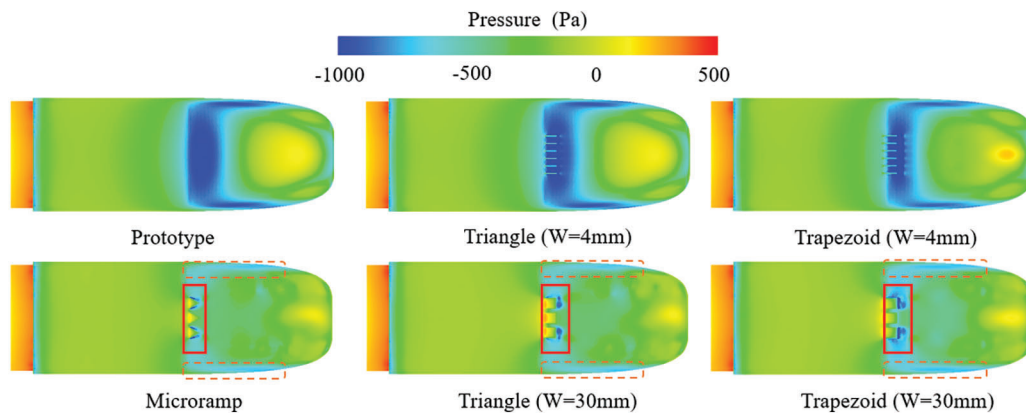 Pressure (Pa)
-1000 -500 0 500
Prototype Triangle (W=4mm) Trapezoid (W=4mm)
Microramp Triangle (W=30mm) Trapezoid (W=30mm)